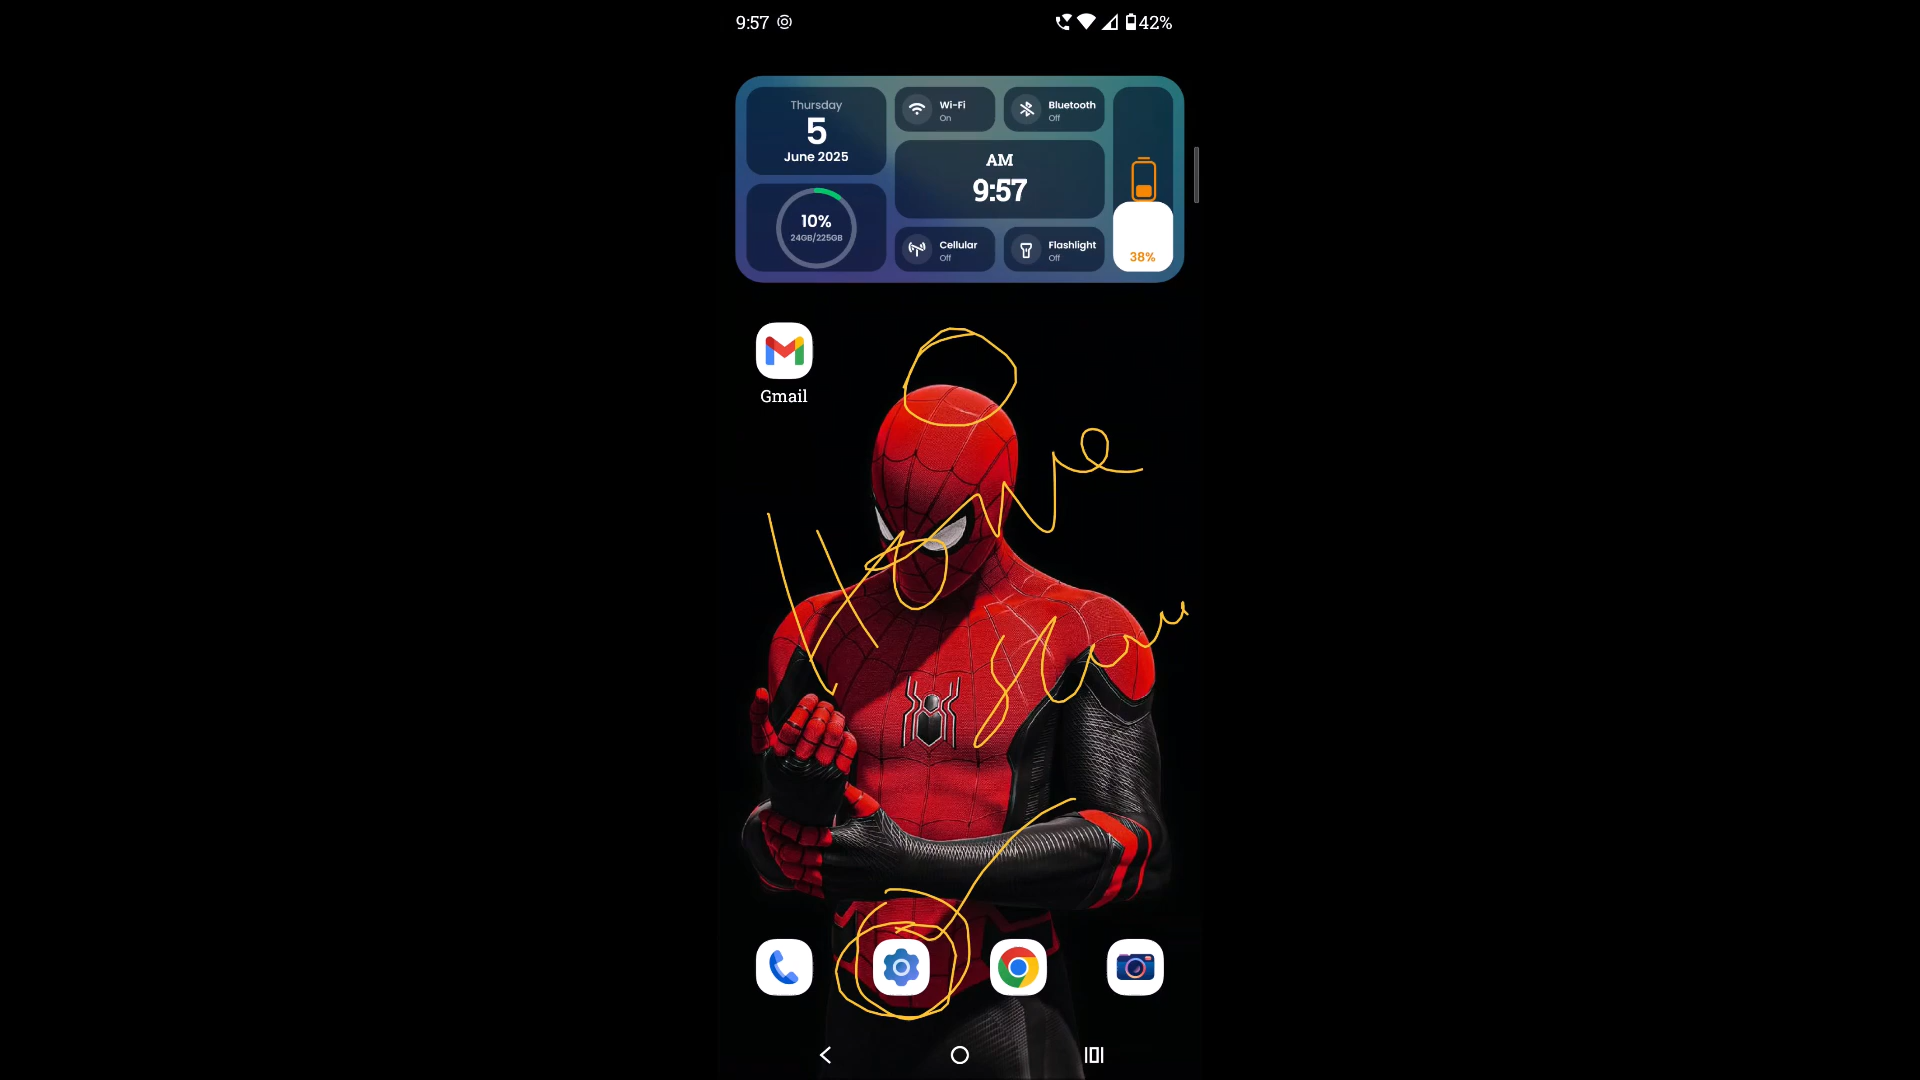 9:57 42%
Thursday
5
June 2025
Wi-Fi
On
Bluetooth
Off
AM
9:57
10%
24GB/225GB
Cellular
Off
Flashlight
Off
38%
Gmail